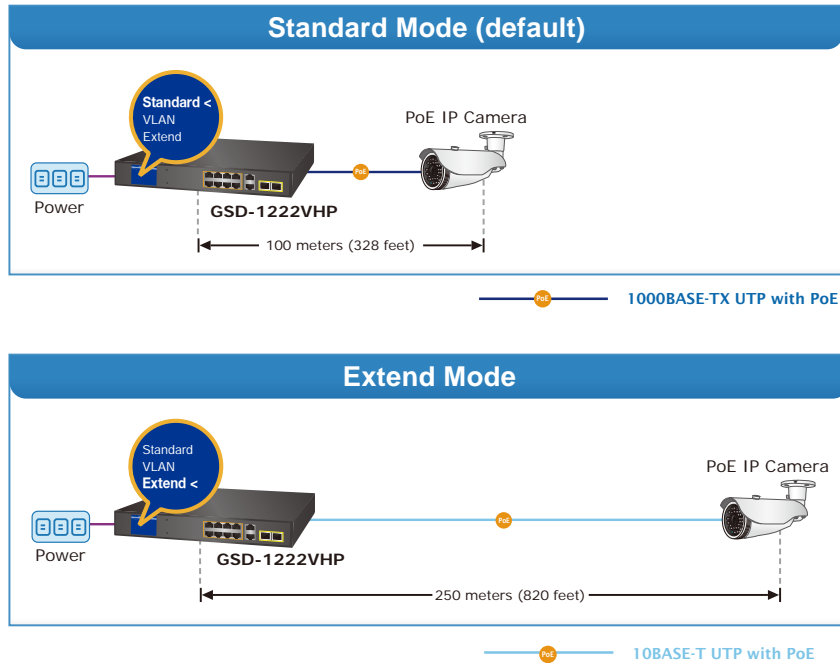 Standard Mode (default)
Standard <
VLAN
Extend
PoE IP Camera
PoE
Power
GSD-1222VHP
100 meters (328 feet)
PoE
1000BASE-TX UTP with PoE
Extend Mode
Standard
VLAN
Extend <
PoE IP Camera
PoE
Power
GSD-1222VHP
250 meters (820 feet)
PoE
10BASE-T UTP with PoE